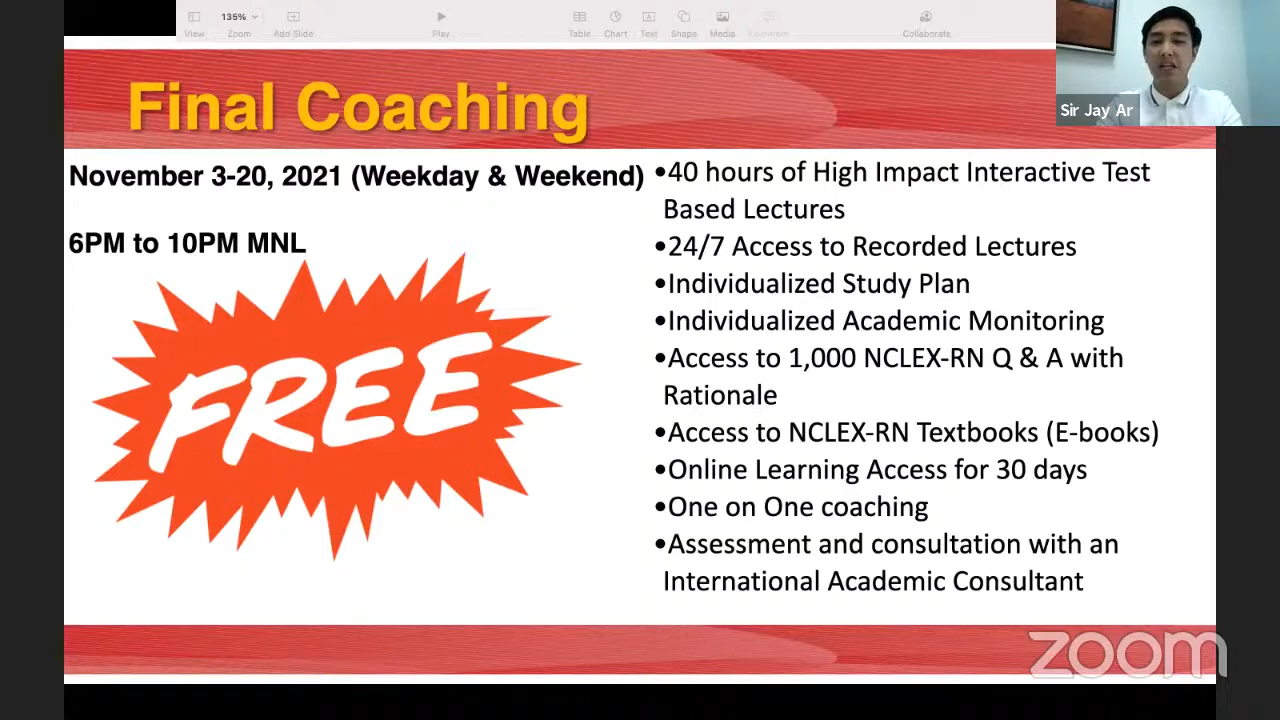 135%
View
Zoom
Add Slide
Play
Table
Chart
Text
Shape
Media
Comment
Collaborate
Sir Jay Ar
Final Coaching
November 3-20, 2021 (Weekday & Weekend)
6PM to 10PM MNL
FREE
•40 hours of High Impact Interactive Test
Based Lectures
•24/7 Access to Recorded Lectures
•Individualized Study Plan
•Individualized Academic Monitoring
•Access to 1,000 NCLEX-RN Q & A with
Rationale
•Access to NCLEX-RN Textbooks (E-books)
•Online Learning Access for 30 days
•One on One coaching
•Assessment and consultation with an
International Academic Consultant
zoom